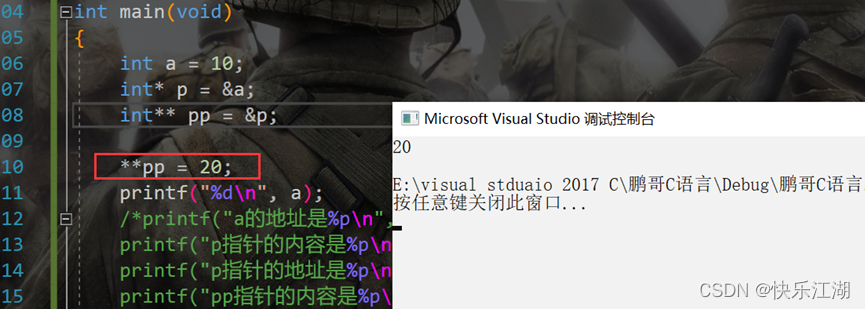 04 int main(void)
05 {
06 int a = 10;
07 int* p = &a;
08 int** pp = &p;
09
10 **pp = 20;
11 printf("%d\n", a);
12 /*printf("a的地址是%p\n",
13 printf("p指针的内容是%p\n
14 printf("p指针的地址是%p\n
15 printf("pp指针的内容是%p\
Microsoft Visual Studio 调试控制台
20
E:\visual stduaio 2017 C\鹏哥C语言\Debug\鹏哥C语言
按任意键关闭此窗口...
CSDN @快乐江湖